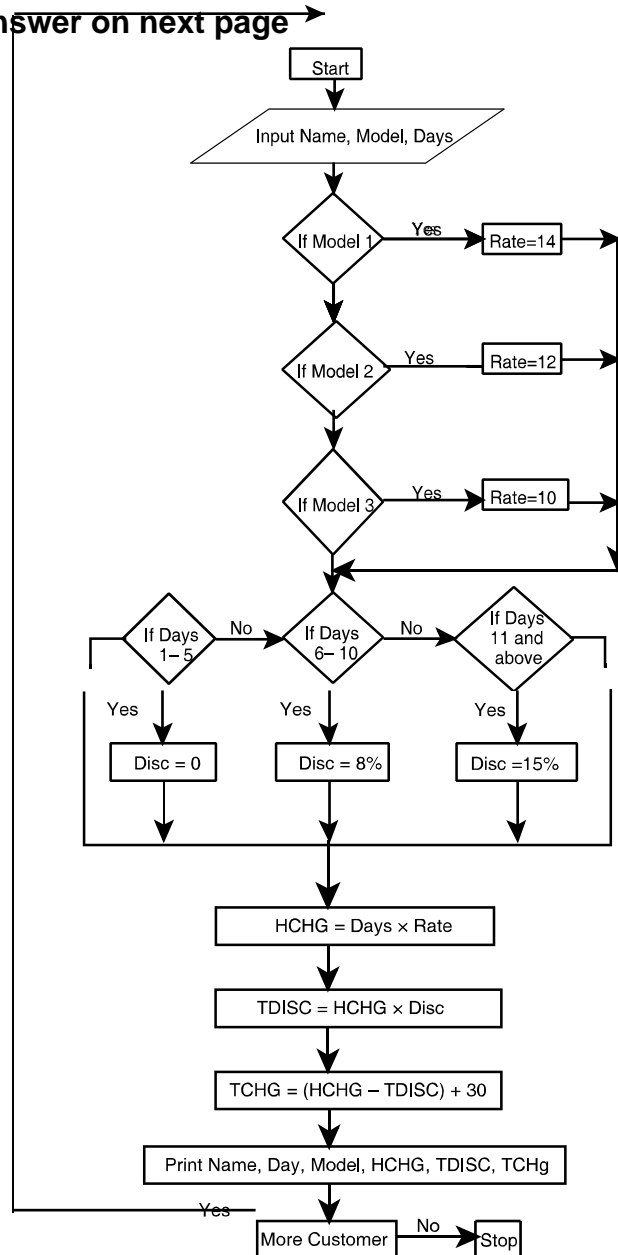 nswer on next page
Start
Input Name, Model, Days
If Model 1
Yes
Rate=14
If Model 2
Yes
Rate=12
If Model 3
Yes
Rate=10
If Days
1– 5
No
If Days
6– 10
No
If Days
11 and
above
Yes
Yes
Yes
Disc = 0
Disc = 8%
Disc =15%
HCHG = Days × Rate
TDISC = HCHG × Disc
TCHG = (HCHG – TDISC) + 30
Print Name, Day, Model, HCHG, TDISC, TCHg
Yes
More Customer
No
Stop